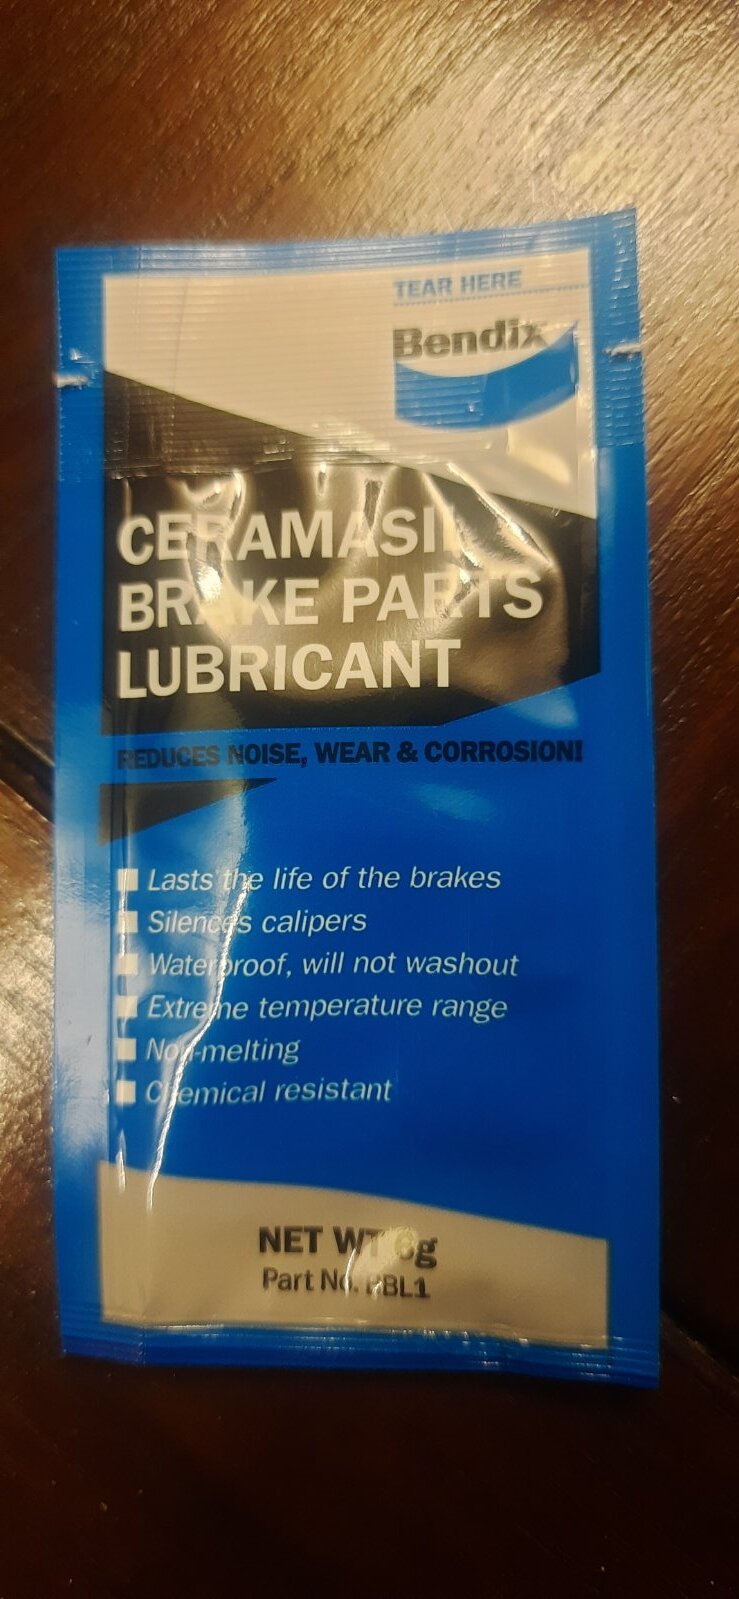 TEAR HERE
Bendix
CERAMASIL
BRAKE PARTS
LUBRICANT
REDUCES NOISE, WEAR & CORROSION!
Lasts the life of the brakes
Silences calipers
Waterproof, will not washout
Extreme temperature range
Non-melting
Chemical resistant
NET WT 6g
Part No.